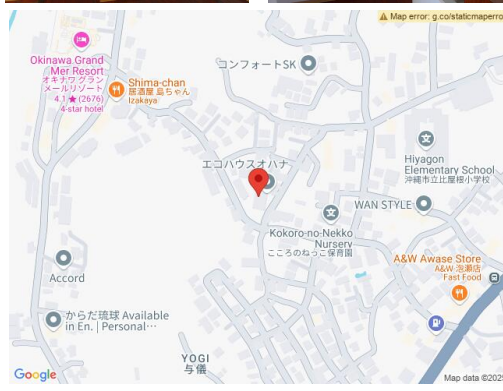 Map error: g.co/staticmaperro
Okinawa Grand
Mer Resort
オキナワ グラン
メールリゾート
4.1★(2676)
4-star hotel
コンフォートSK
Shima-chan
居酒屋 島ちゃん
Izakaya
エコハウスオハナ
Hiyagon
Elementary School
沖縄市立比屋根小学校
WAN STYLE
Kokoro-no-Nekko
Nursery
こころのねっこ保育園
A&W Awase Store
A&W 泡瀬店
Fast Food
Accord
からだ琉球 Available
in En. | Personal…
YOGI
与儀
Google
Map data ©202